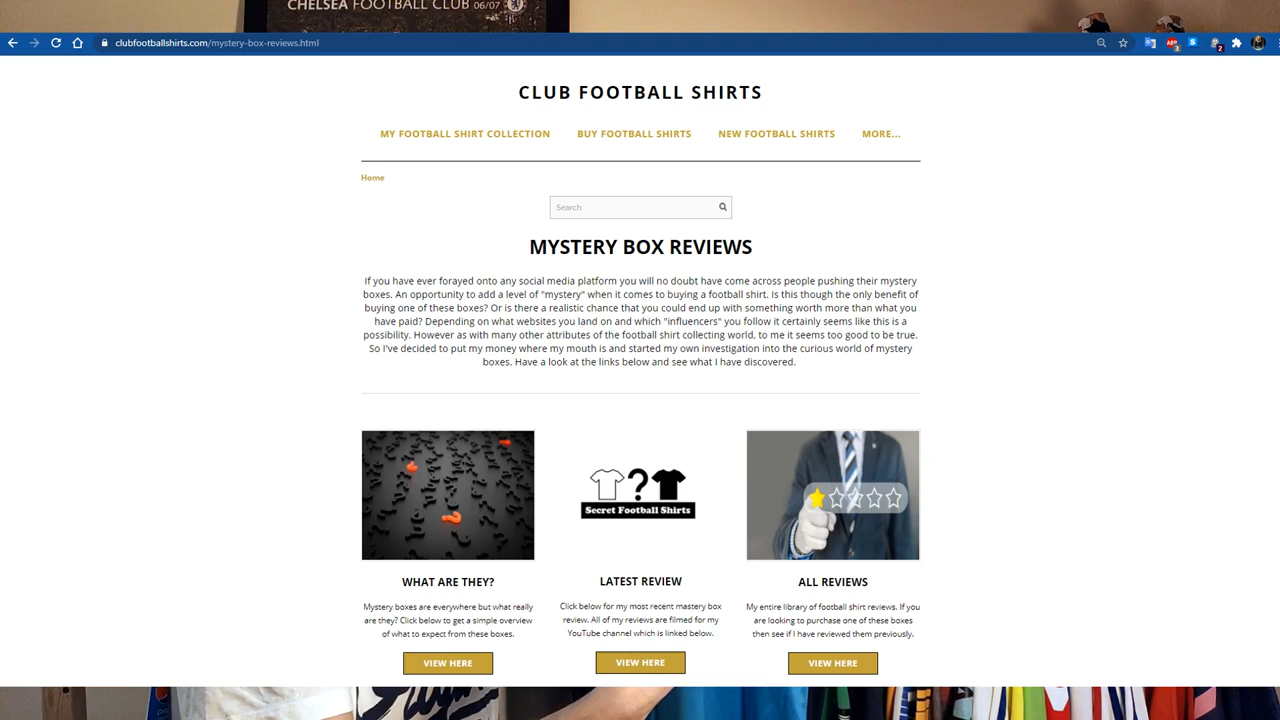 CHELSEA FOOTBALL CLUB 06/07
clubfootballshirts.com/mystery-box-reviews.html
CLUB FOOTBALL SHIRTS
MY FOOTBALL SHIRT COLLECTION BUY FOOTBALL SHIRTS NEW FOOTBALL SHIRTS MORE...
Home
Search
MYSTERY BOX REVIEWS
If you have ever forayed onto any social media platform you will no doubt have come across people pushing their mystery
boxes. An opportunity to add a level of "mystery" when it comes to buying a football shirt. Is this though the only benefit of
buying one of these boxes? Or is there a realistic chance that you could end up with something worth more than what you
have paid? Depending on what websites you land on and which "influencers" you follow it certainly seems like this is a
possibility. However as with many other attributes of the football shirt collecting world, to me it seems too good to be true.
So I've decided to put my money where my mouth is and started my own investigation into the curious world of mystery
boxes. Have a look at the links below and see what I have discovered.
?
Secret Football Shirts
WHAT ARE THEY?
Mystery boxes are everywhere but what really
are they? Click below to get a simple overview
of what to expect from these boxes.
VIEW HERE
LATEST REVIEW
Click below for my most recent mastery box
review. All of my reviews are filmed for my
YouTube channel which is linked below.
VIEW HERE
ALL REVIEWS
My entire library of football shirt reviews. If you
are looking to purchase one of these boxes
then see if I have reviewed them previously.
VIEW HERE